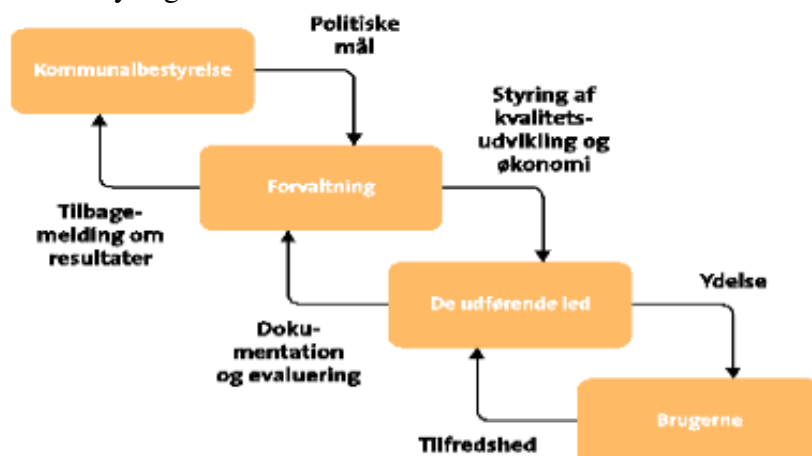 Politiske
mål
Kommunalbestyrelse
Styring af
kvalitets-
udvikling og
økonomi
Forvaltning
Tilbage-
melding om
resultater
Ydelse
De udførende led
Doku-
mentation
og evaluering
Brugerne
Tilfredshed